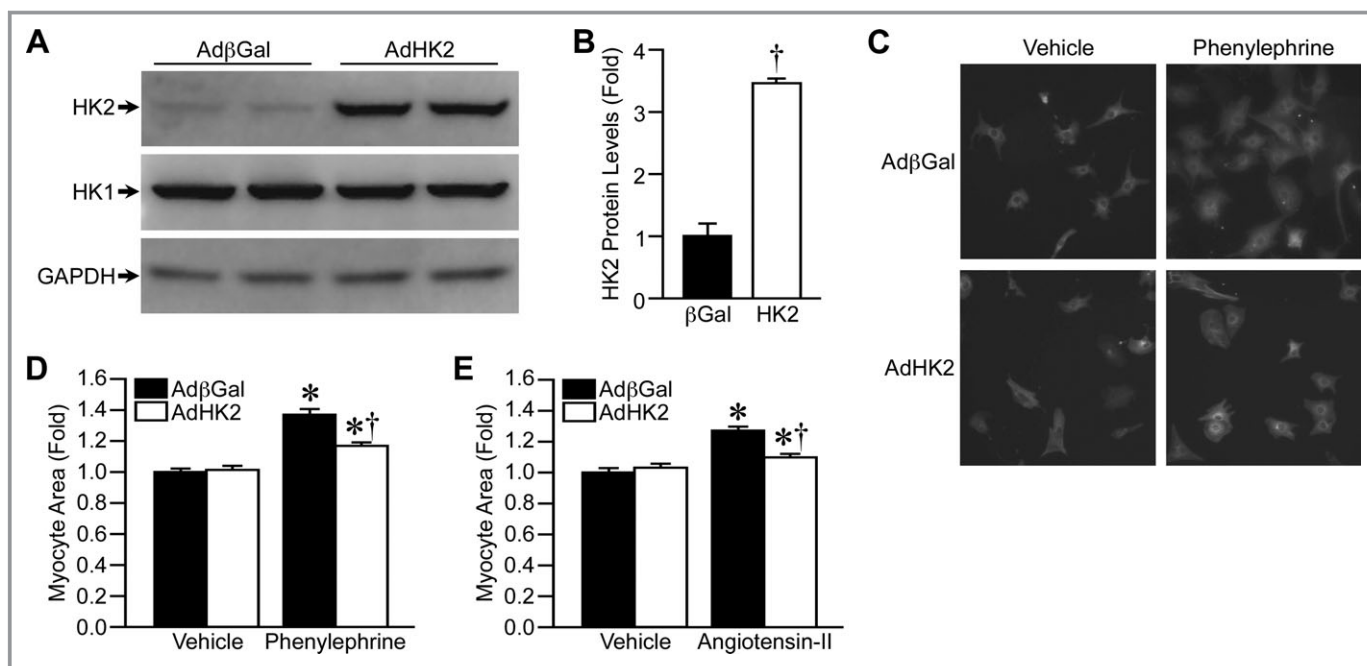 A
AdβGal AdHK2
HK2
HK1
GAPDH
B
HK2 Protein Levels (Fold)
4
3
2
1
0
†
βGal HK2
C
Vehicle Phenylephrine
AdβGal
AdHK2
D
Myocyte Area (Fold)
1.6
1.4
1.2
1.0
0.8
0.6
0.4
0.2
0.0
AdβGal
AdHK2
*
*†
Vehicle Phenylephrine
E
Myocyte Area (Fold)
1.6
1.4
1.2
1.0
0.8
0.6
0.4
0.2
0.0
AdβGal
AdHK2
*
*†
Vehicle Angiotensin-II